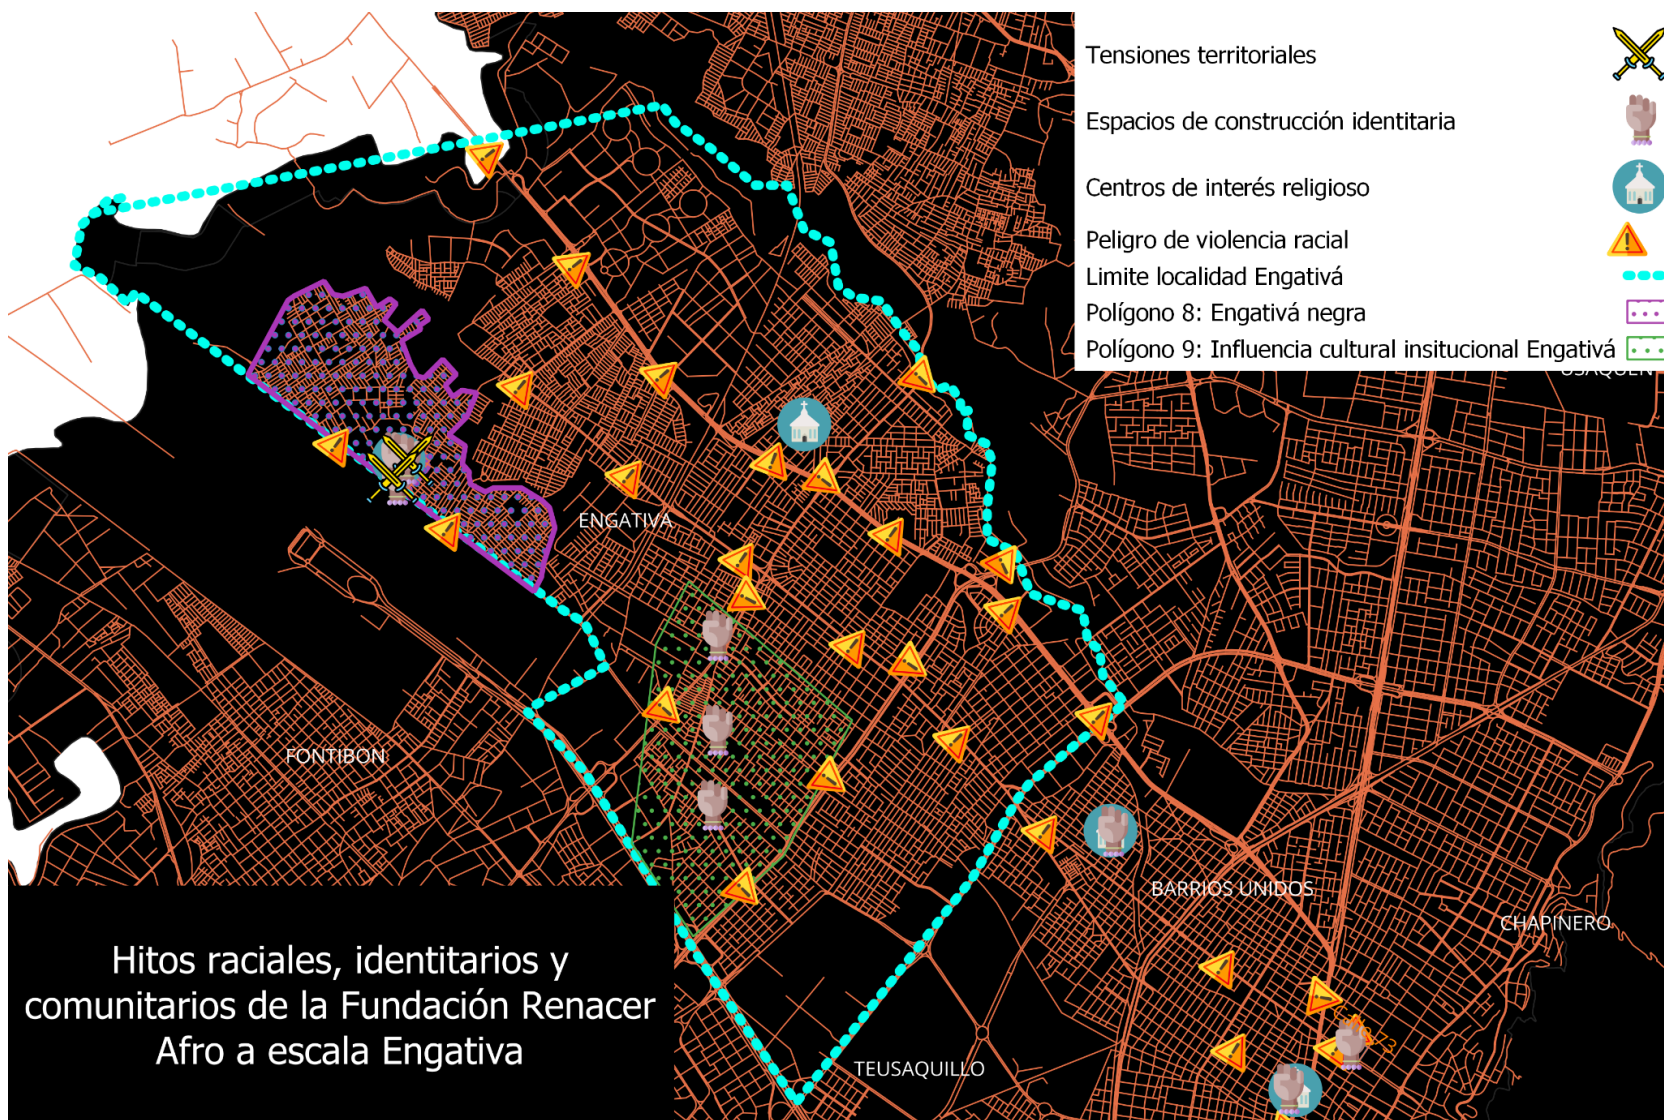 Tensiones territoriales
Espacios de construcción identitaria
Centros de interés religioso
Peligro de violencia racial
Limite localidad Engativá
Polígono 8: Engativá negra
Polígono 9: Influencia cultural insitucional Engativá
USAQUEN
ENGATIVA
FONTIBON
BARRIOS UNIDOS
CHAPINERO
TEUSAQUILLO
Hitos raciales, identitarios y
comunitarios de la Fundación Renacer
Afro a escala Engativa